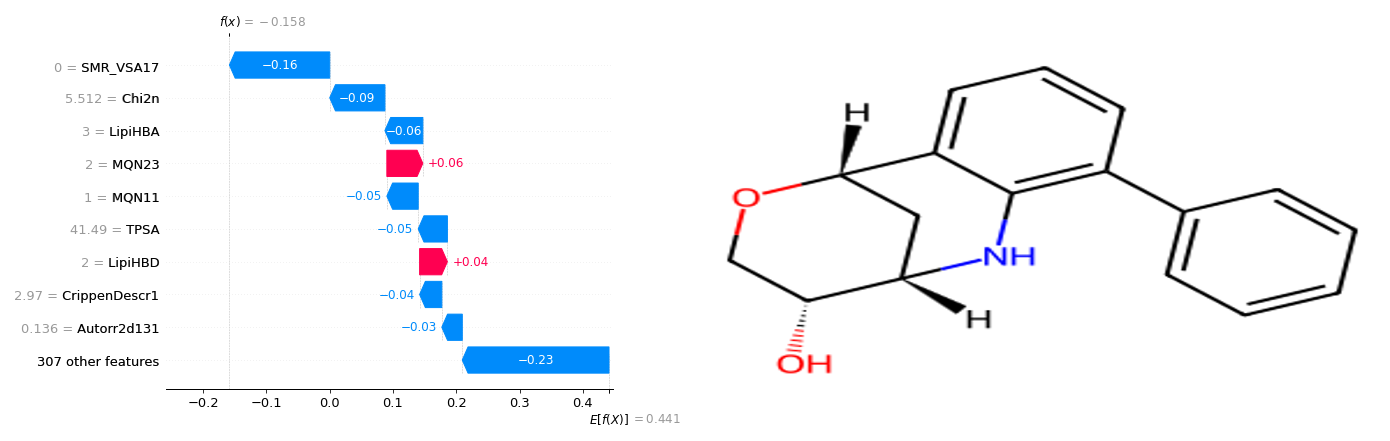 f(x) = −0.158
0 = SMR_VSA17
−0.16
5.512 = Chi2n
−0.09
3 = LipiHBA
−0.06
2 = MQN23
+0.06
1 = MQN11
−0.05
41.49 = TPSA
−0.05
2 = LipiHBD
+0.04
2.97 = CrippenDescr1
−0.04
0.136 = Autorr2d131
−0.03
307 other features
−0.23
−0.2 −0.1 0.0 0.1 0.2 0.3 0.4
E[f(X)] = 0.441
H
O
NH
H
OH